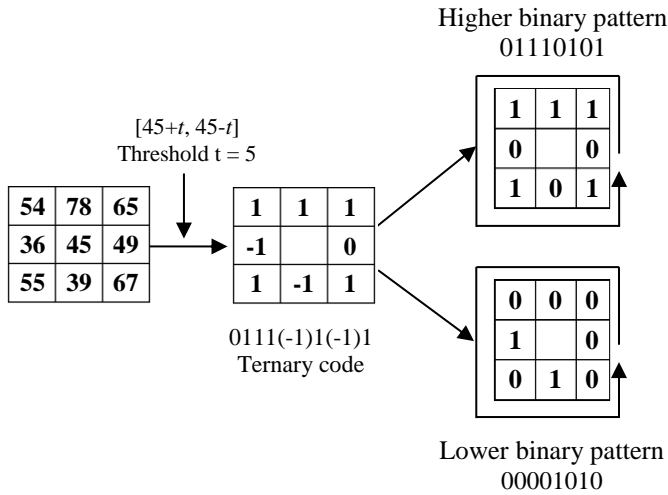 Higher binary pattern
01110101
1 1 1
0 0
1 0 1
[45+t, 45-t]
Threshold t = 5
54 78 65
36 45 49
55 39 67
1 1 1
-1 0
1 -1 1
0111(-1)1(-1)1
Ternary code
0 0 0
1 0
0 1 0
Lower binary pattern
00001010